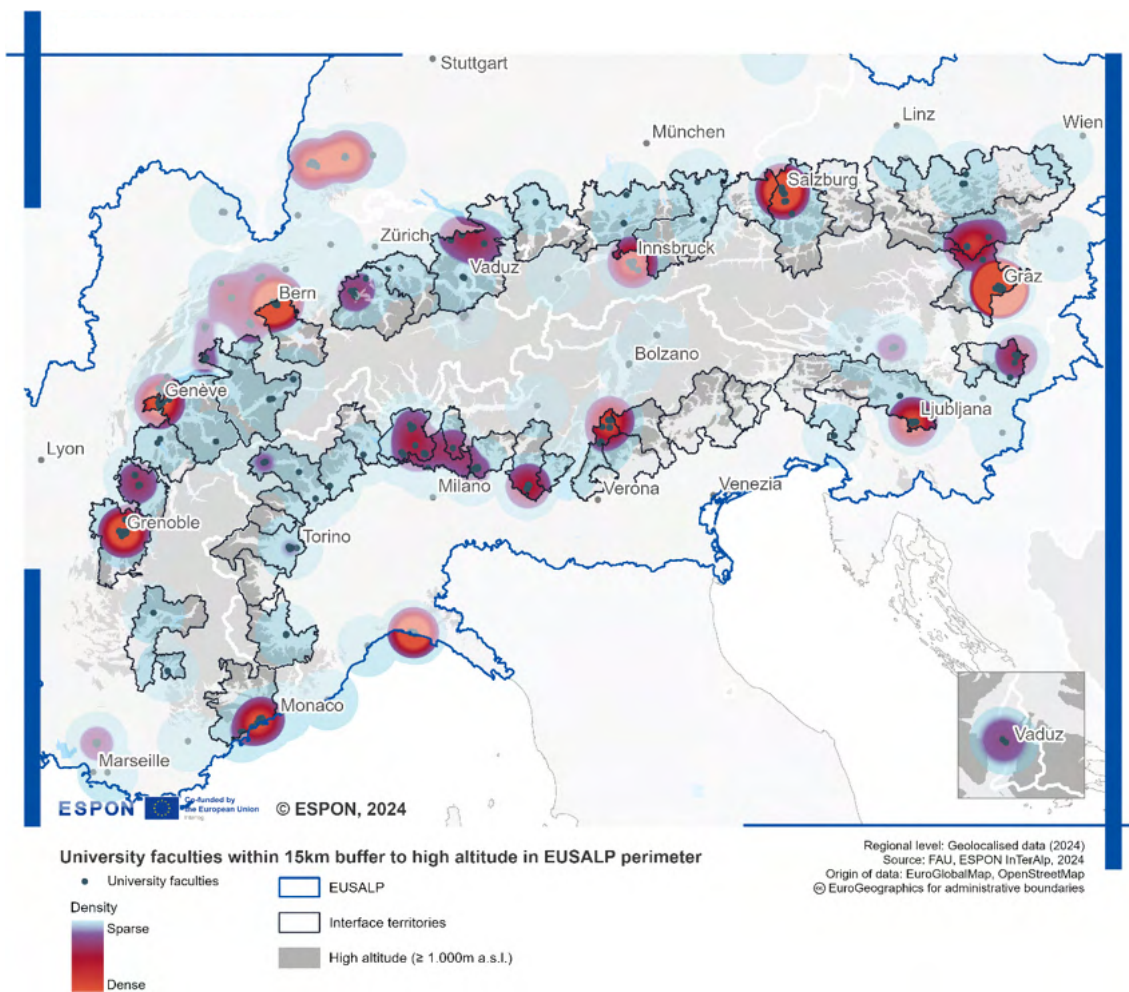 Stuttgart
Linz
Wien
München
Salzburg
Zürich
Innsbruck
Vaduz
Graz
Bern
Bolzano
Genève
Ljubljana
Lyon
Milano
Verona
Venezia
Grenoble
Torino
Monaco
Vaduz
Marseille
ESPON
Co-funded by
the European Union
Interreg
© ESPON, 2024
University faculties within 15km buffer to high altitude in EUSALP perimeter
University faculties
Density
Sparse
Dense
EUSALP
Interface territories
High altitude (≥ 1.000m a.s.l.)
Regional level: Geolocalised data (2024)
Source: FAU, ESPON InTerAlp, 2024
Origin of data: EuroGlobalMap, OpenStreetMap
EuroGeographics for administrative boundaries